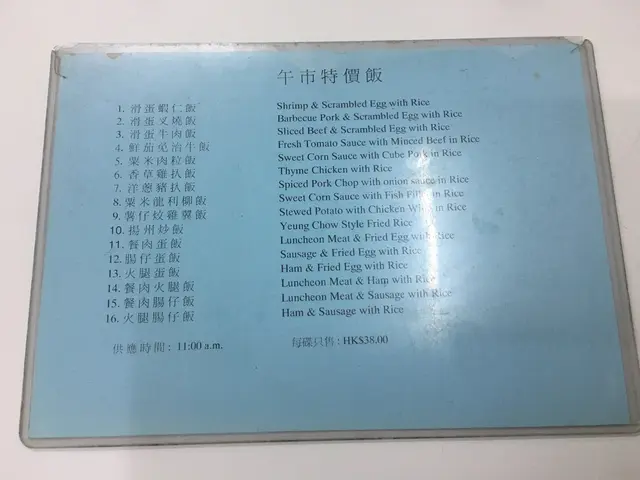 午市特價飯
1. 滑蛋蝦仁飯 Shrimp & Scrambled Egg with Rice
2. 滑蛋叉燒飯 Barbecue Pork & Scrambled Egg with Rice
3. 滑蛋牛肉飯 Sliced Beef & Scrambled Egg with Rice
4. 鮮茄免治牛飯 Fresh Tomato Sauce with Minced Beef in Rice
5. 粟米肉粒飯 Sweet Corn Sauce with Cube Pork in Rice
6. 香草雞扒飯 Thyme Chicken with Rice
7. 洋蔥豬扒飯 Spiced Pork Chop with onion sauce in Rice
8. 粟米龍利柳飯 Sweet Corn Sauce with Fish Fillet in Rice
9. 薯仔炆雞翼飯 Stewed Potato with Chicken Wings in Rice
10. 揚州炒飯 Yeung Chow Style Fried Rice
11. 餐肉蛋飯 Luncheon Meat & Fried Egg with Rice
12. 腸仔蛋飯 Sausage & Fried Egg with Rice
13. 火腿蛋飯 Ham & Fried Egg with Rice
14. 餐肉火腿飯 Luncheon Meat & Ham with Rice
15. 餐肉腸仔飯 Luncheon Meat & Sausage with Rice
16. 火腿腸仔飯 Ham & Sausage with Rice
供應時間: 11:00 a.m. 每碟只售: HK$38.00